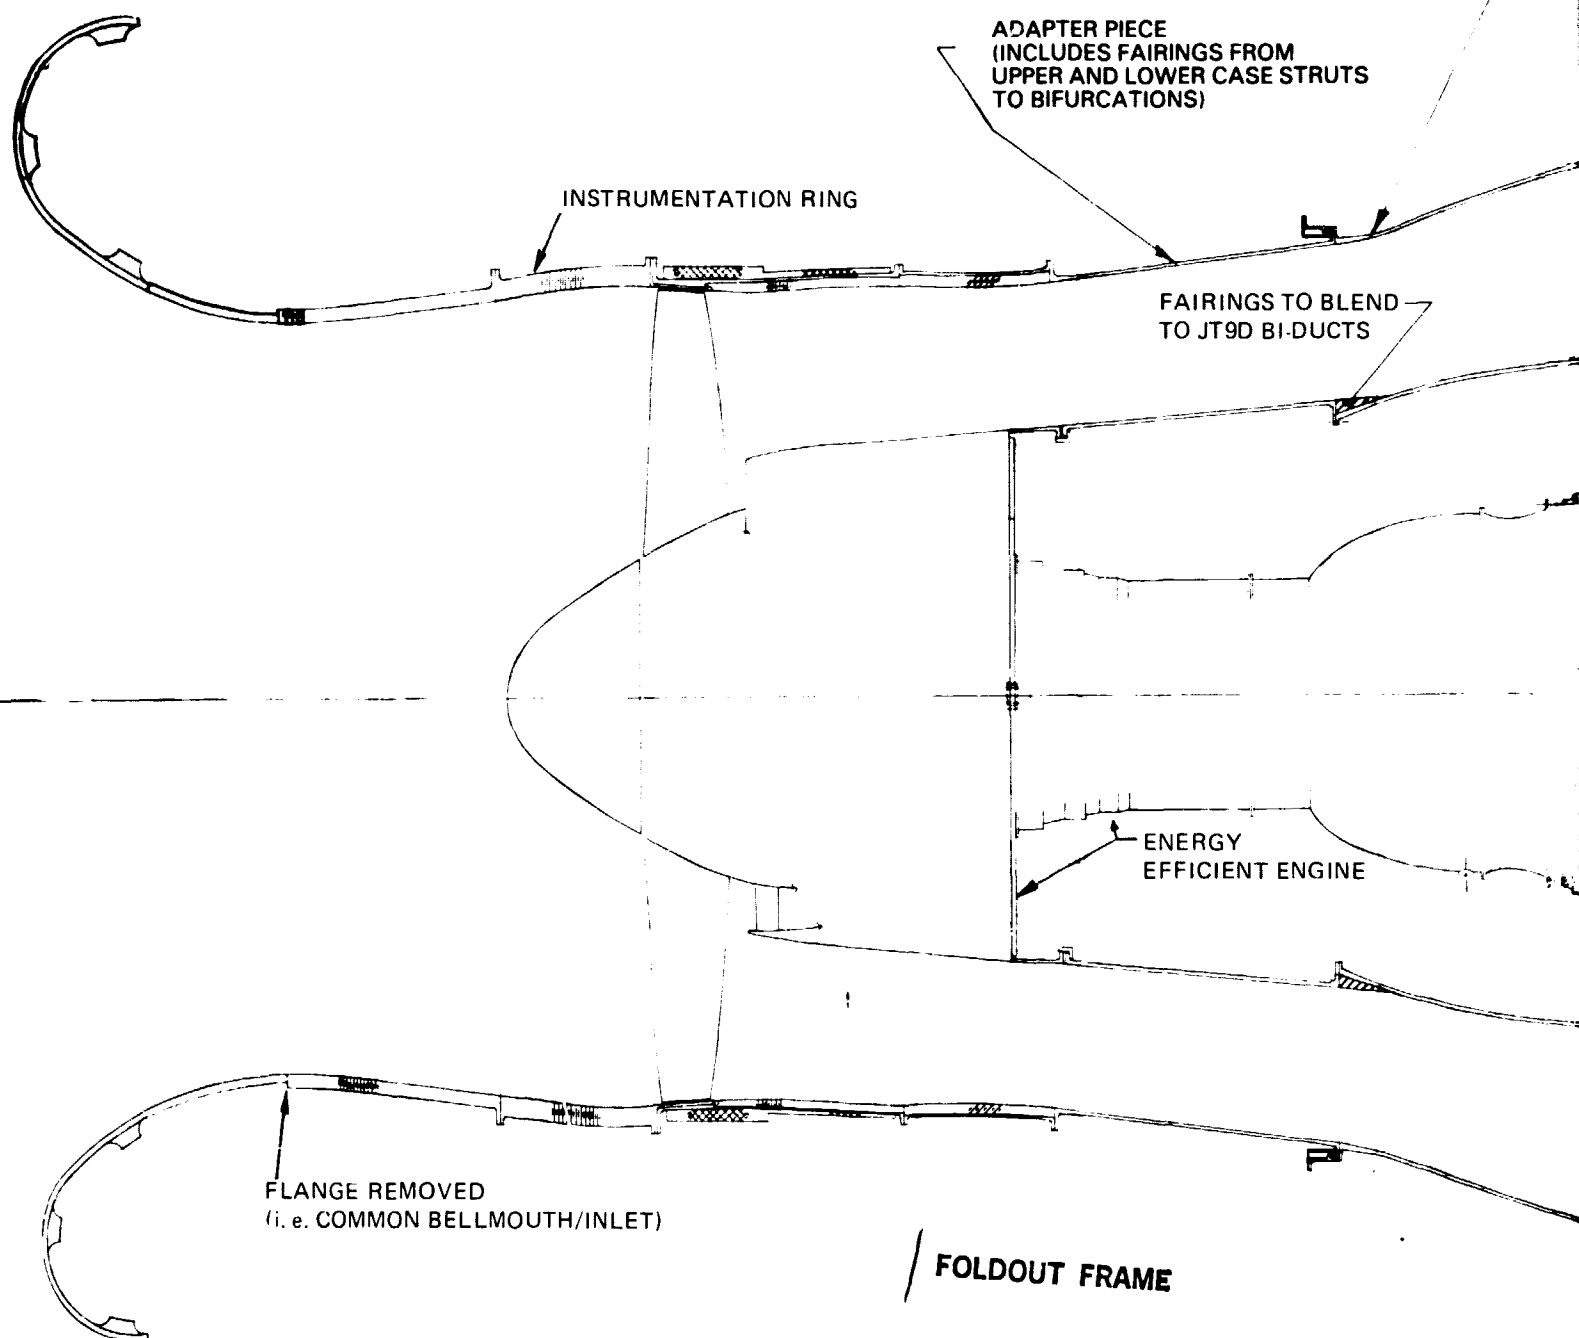 ADAPTER PIECE
(INCLUDES FAIRINGS FROM
UPPER AND LOWER CASE STRUTS
TO BIFURCATIONS)
INSTRUMENTATION RING
FAIRINGS TO BLEND
TO JT9D BI-DUCTS
ENERGY
EFFICIENT ENGINE
FLANGE REMOVED
(i. e. COMMON BELLMOUTH/INLET)
FOLDOUT FRAME